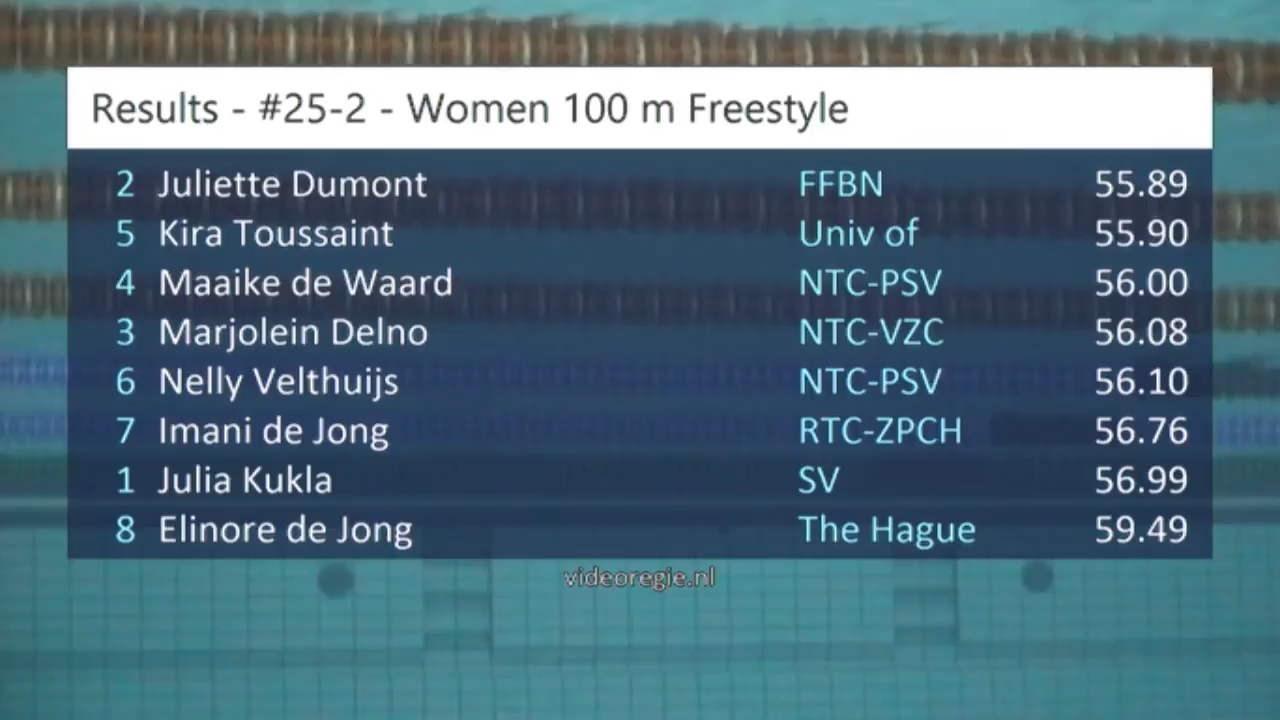 Results - #25-2 - Women 100 m Freestyle
2 Juliette Dumont FFBN 55.89
5 Kira Toussaint Univ of 55.90
4 Maaike de Waard NTC-PSV 56.00
3 Marjolein Delno NTC-VZC 56.08
6 Nelly Velthuijs NTC-PSV 56.10
7 Imani de Jong RTC-ZPCH 56.76
1 Julia Kukla SV 56.99
8 Elinore de Jong The Hague 59.49
videoregie.nl